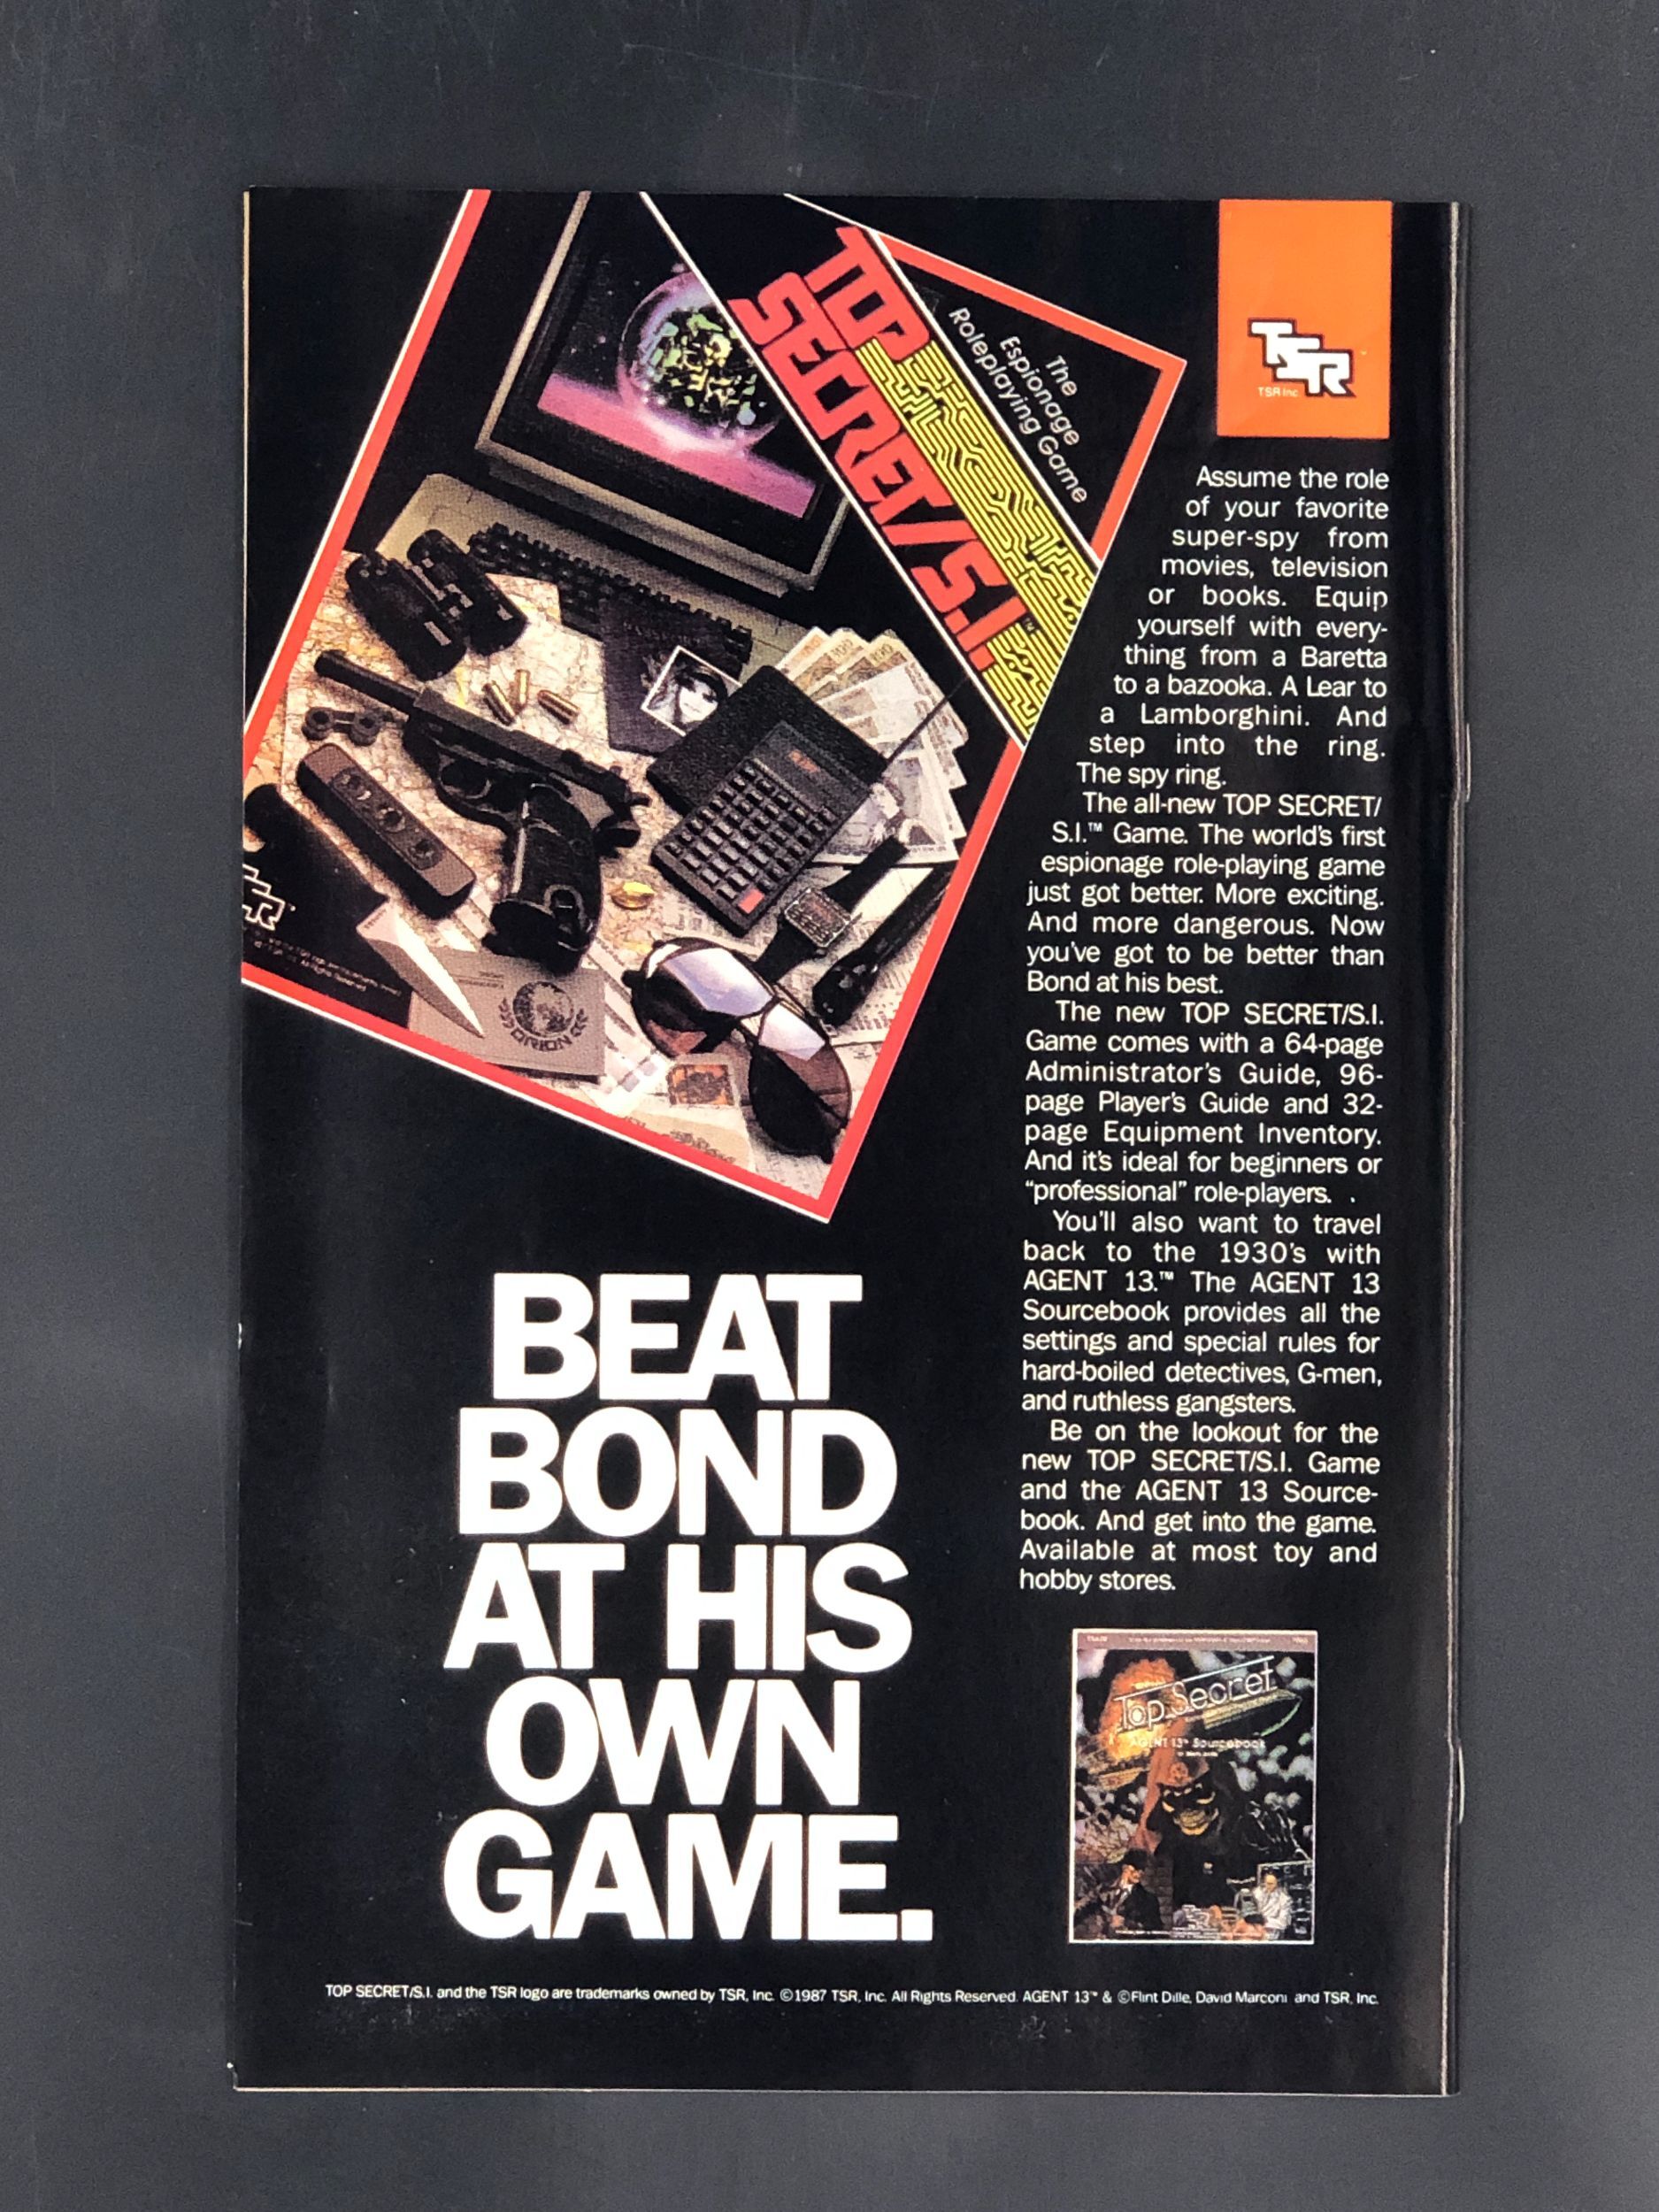 TOP
SECRET/S.I.™
The
Espionage
Roleplaying Game
TSR
TSR Inc.
100
100
TSR
ORION
Assume the role
of your favorite
super-spy from
movies, television
or books. Equip
yourself with every-
thing from a Baretta
to a bazooka. A Lear to
a Lamborghini. And
step into the ring.
The spy ring.
The all-new TOP SECRET/
S.I.™ Game. The world's first
espionage role-playing game
just got better. More exciting.
And more dangerous. Now
you've got to be better than
Bond at his best.
The new TOP SECRET/S.I.
Game comes with a 64-page
Administrator's Guide, 96-
page Player's Guide and 32-
page Equipment Inventory.
And it's ideal for beginners or
"professional" role-players. .
You'll also want to travel
back to the 1930's with
AGENT 13.™ The AGENT 13
Sourcebook provides all the
settings and special rules for
hard-boiled detectives, G-men,
and ruthless gangsters.
Be on the lookout for the
new TOP SECRET/S.I. Game
and the AGENT 13 Source-
book. And get into the game.
Available at most toy and
hobby stores.
BEAT
BOND
AT HIS
OWN
GAME.
Top Secret
AGENT 13™ Sourcebook
TOP SECRET/S.I. and the TSR logo are trademarks owned by TSR, Inc. ©1987 TSR, Inc. All Rights Reserved. AGENT 13™ & ©Flint Dille, David Marconi and TSR, Inc.